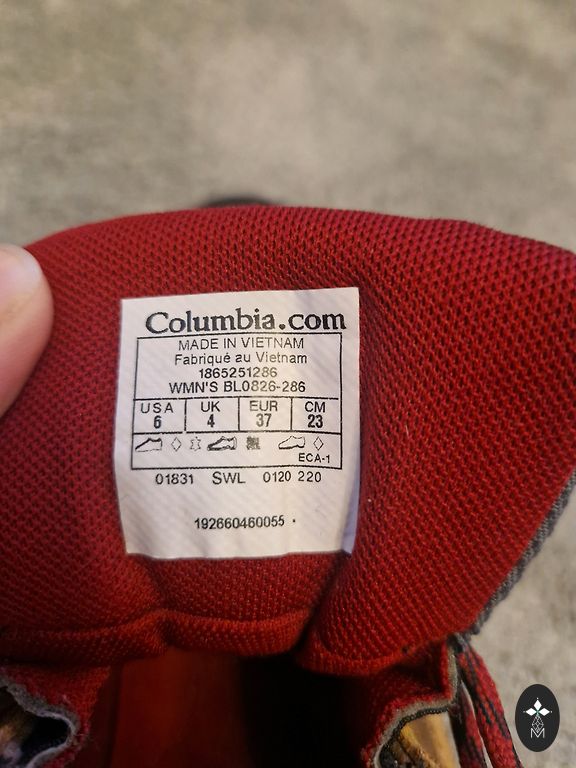 Columbia.com
MADE IN VIETNAM
Fabriqué au Vietnam
1865251286
WMN'S BL0826-286
USA UK EUR CM
6 4 37 23
ECA-1
01831 SWL 0120 220
192660460055
M